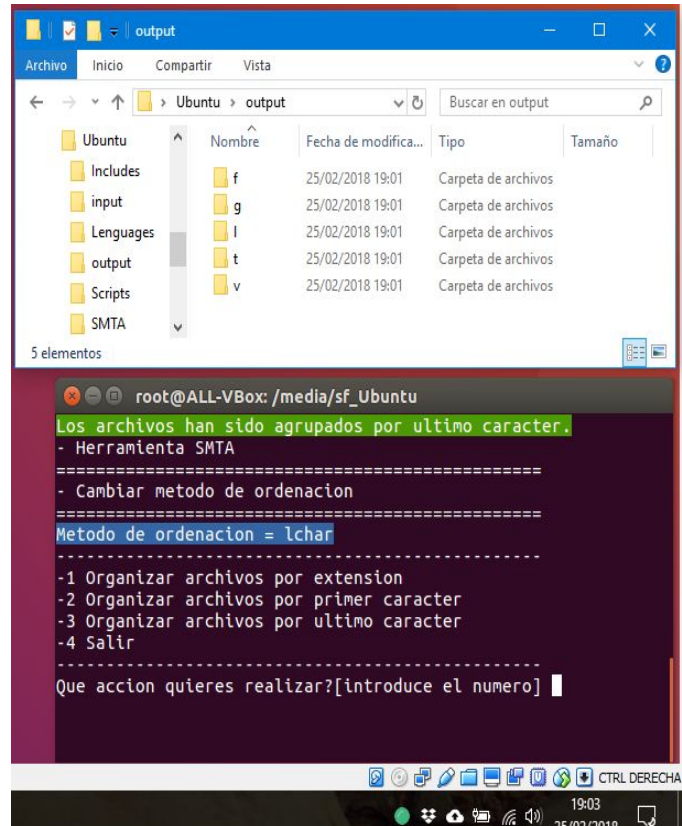 output
Archivo Inicio Compartir Vista
Ubuntu > output Buscar en output
Ubuntu
Includes
input
Lenguages
output
Scripts
SMTA
Nombre Fecha de modifica... Tipo Tamaño
f 25/02/2018 19:01 Carpeta de archivos
g 25/02/2018 19:01 Carpeta de archivos
l 25/02/2018 19:01 Carpeta de archivos
t 25/02/2018 19:01 Carpeta de archivos
v 25/02/2018 19:01 Carpeta de archivos
5 elementos
root@ALL-VBox: /media/sf_Ubuntu
Los archivos han sido agrupados por ultimo caracter.
- Herramienta SMTA
=================================================
- Cambiar metodo de ordenacion
=================================================
Metodo de ordenacion = lchar
-------------------------------------------------
-1 Organizar archivos por extension
-2 Organizar archivos por primer caracter
-3 Organizar archivos por ultimo caracter
-4 Salir
-------------------------------------------------
Que accion quieres realizar?[introduce el numero]
CTRL DERECHA
19:03
25/02/2018